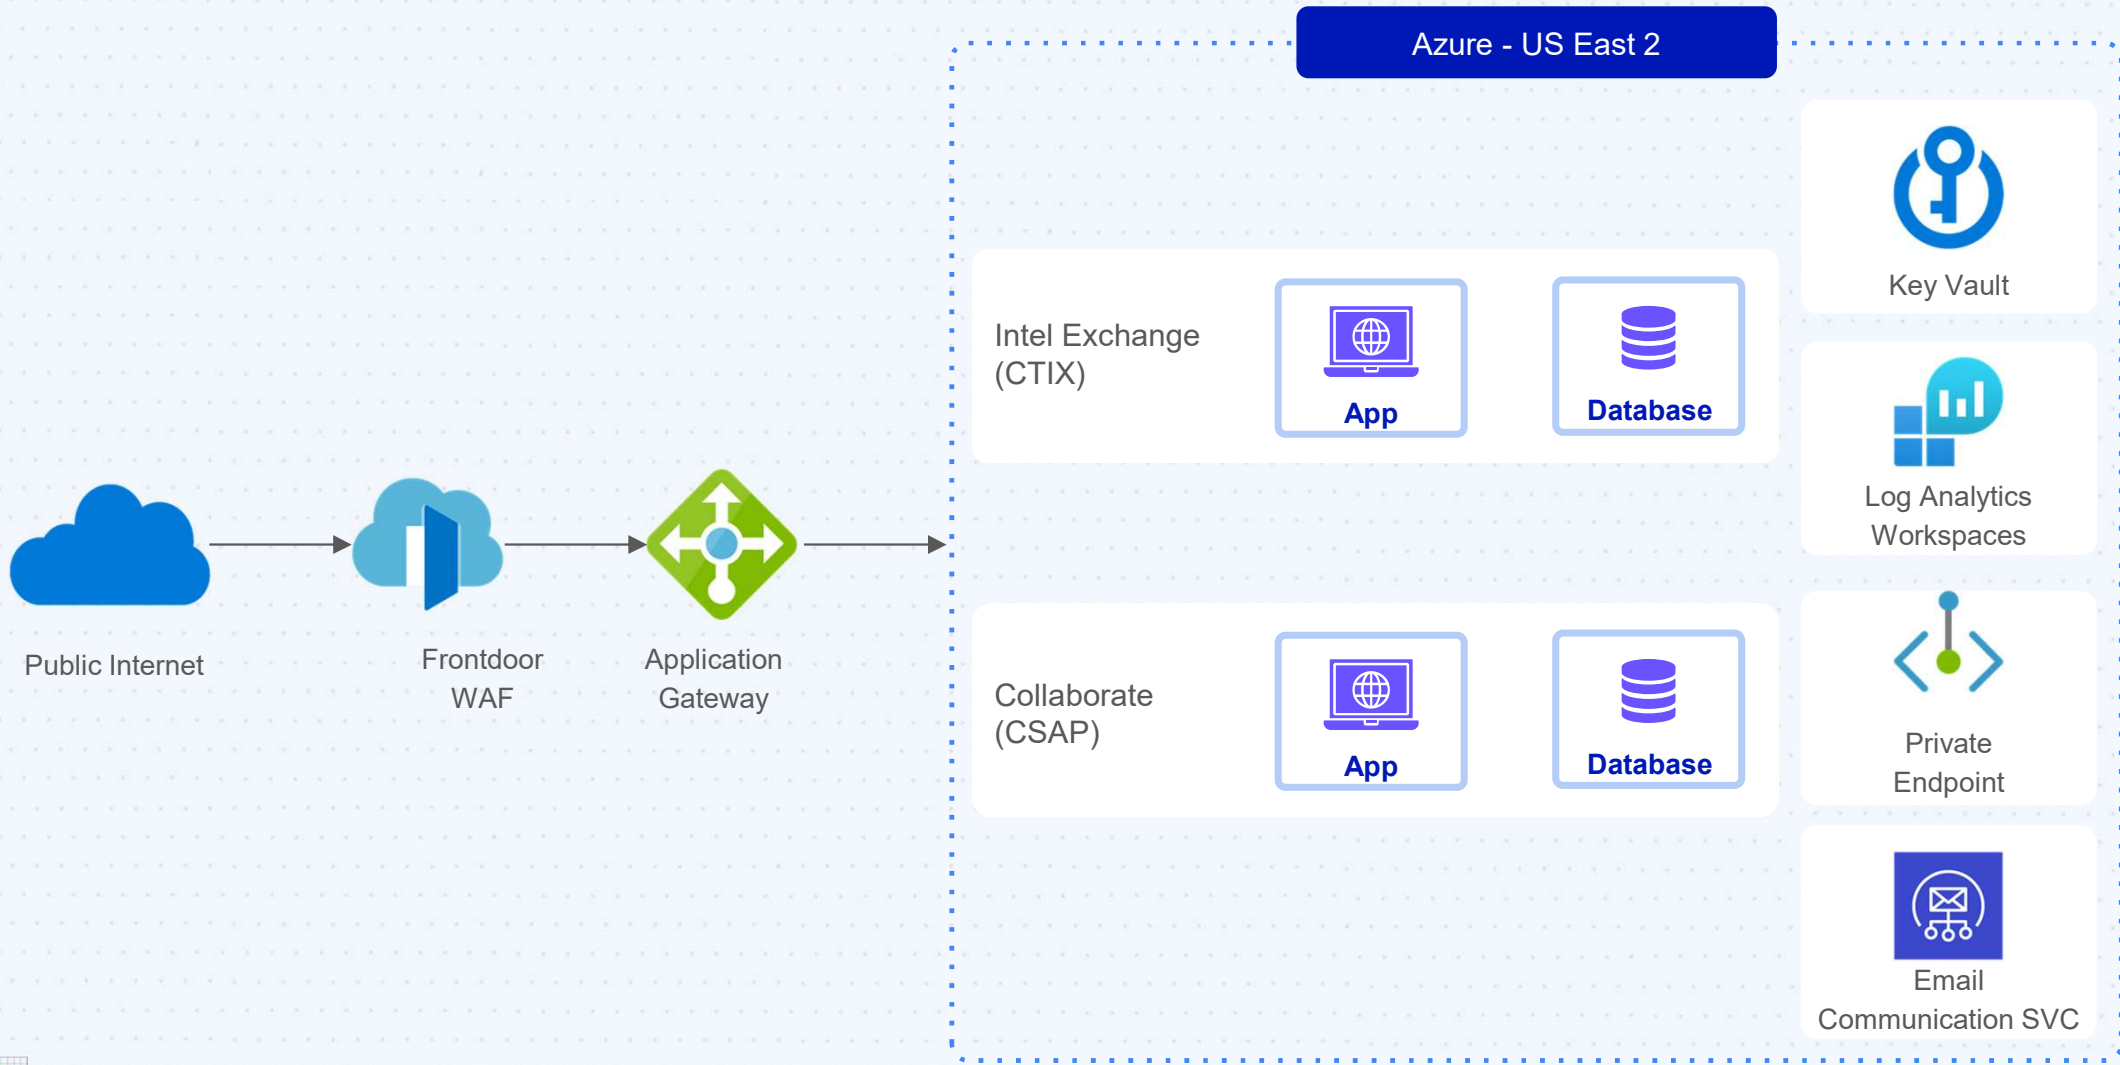 Azure - US East 2
Key Vault
Intel Exchange
(CTIX)
App
Database
Log Analytics
Workspaces
Public Internet
Frontdoor
WAF
Application
Gateway
Collaborate
(CSAP)
App
Database
Private
Endpoint
Email
Communication SVC